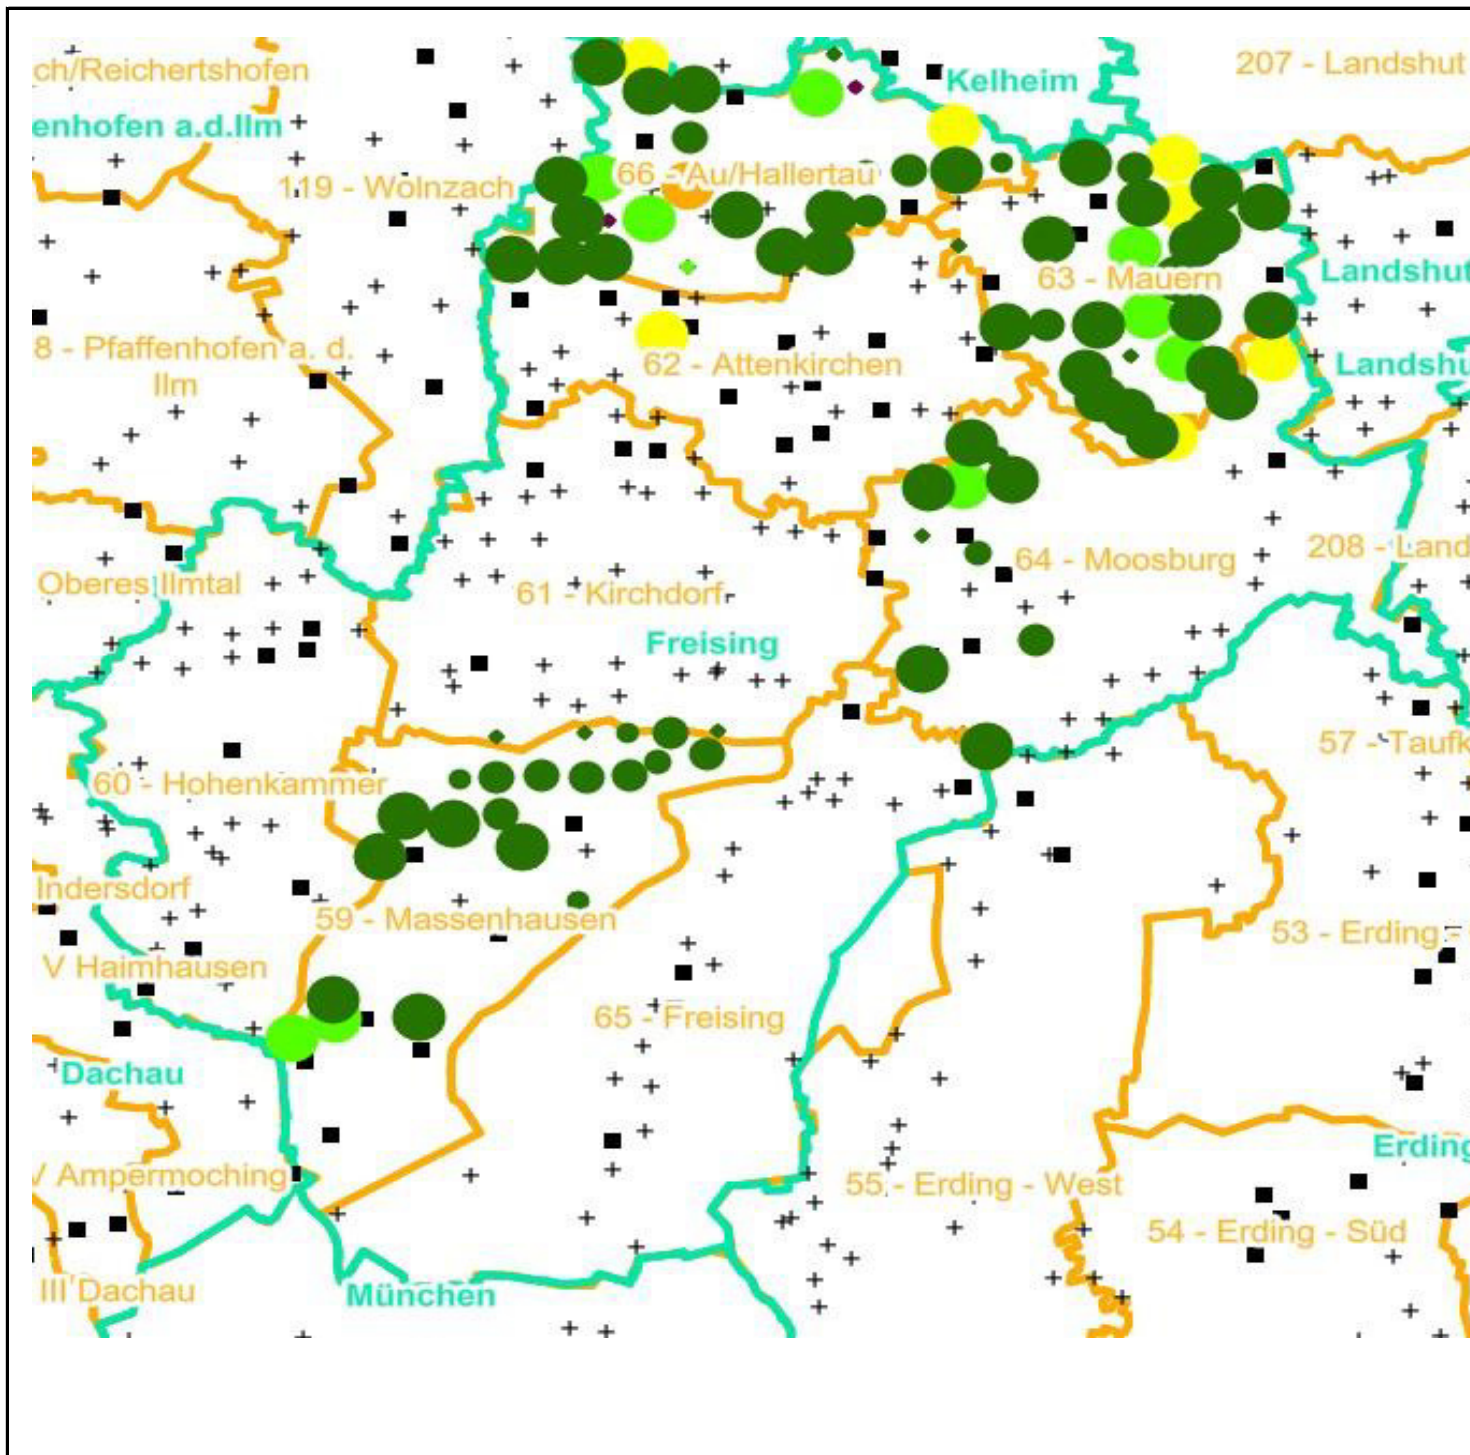 ch/Reichertshofen
207 - Landshut
Kelheim
enhofen a.d.Ilm
119 - Wolnzach
66 - Au/Hallertau
63 - Mauern
Landshut
8 - Pfaffenhofen a. d.
Ilm
62 - Attenkirchen
Landshu
208 - Land
64 - Moosburg
Oberes Ilmtal
61 - Kirchdorf
Freising
57 - Taufk
60 - Hohenkammer
Indersdorf
59 - Massenhausen
53 - Erding -
V Haimhausen
65 - Freising
Dachau
Erding
V Ampermoching
55 - Erding - West
54 - Erding - Süd
III Dachau
München